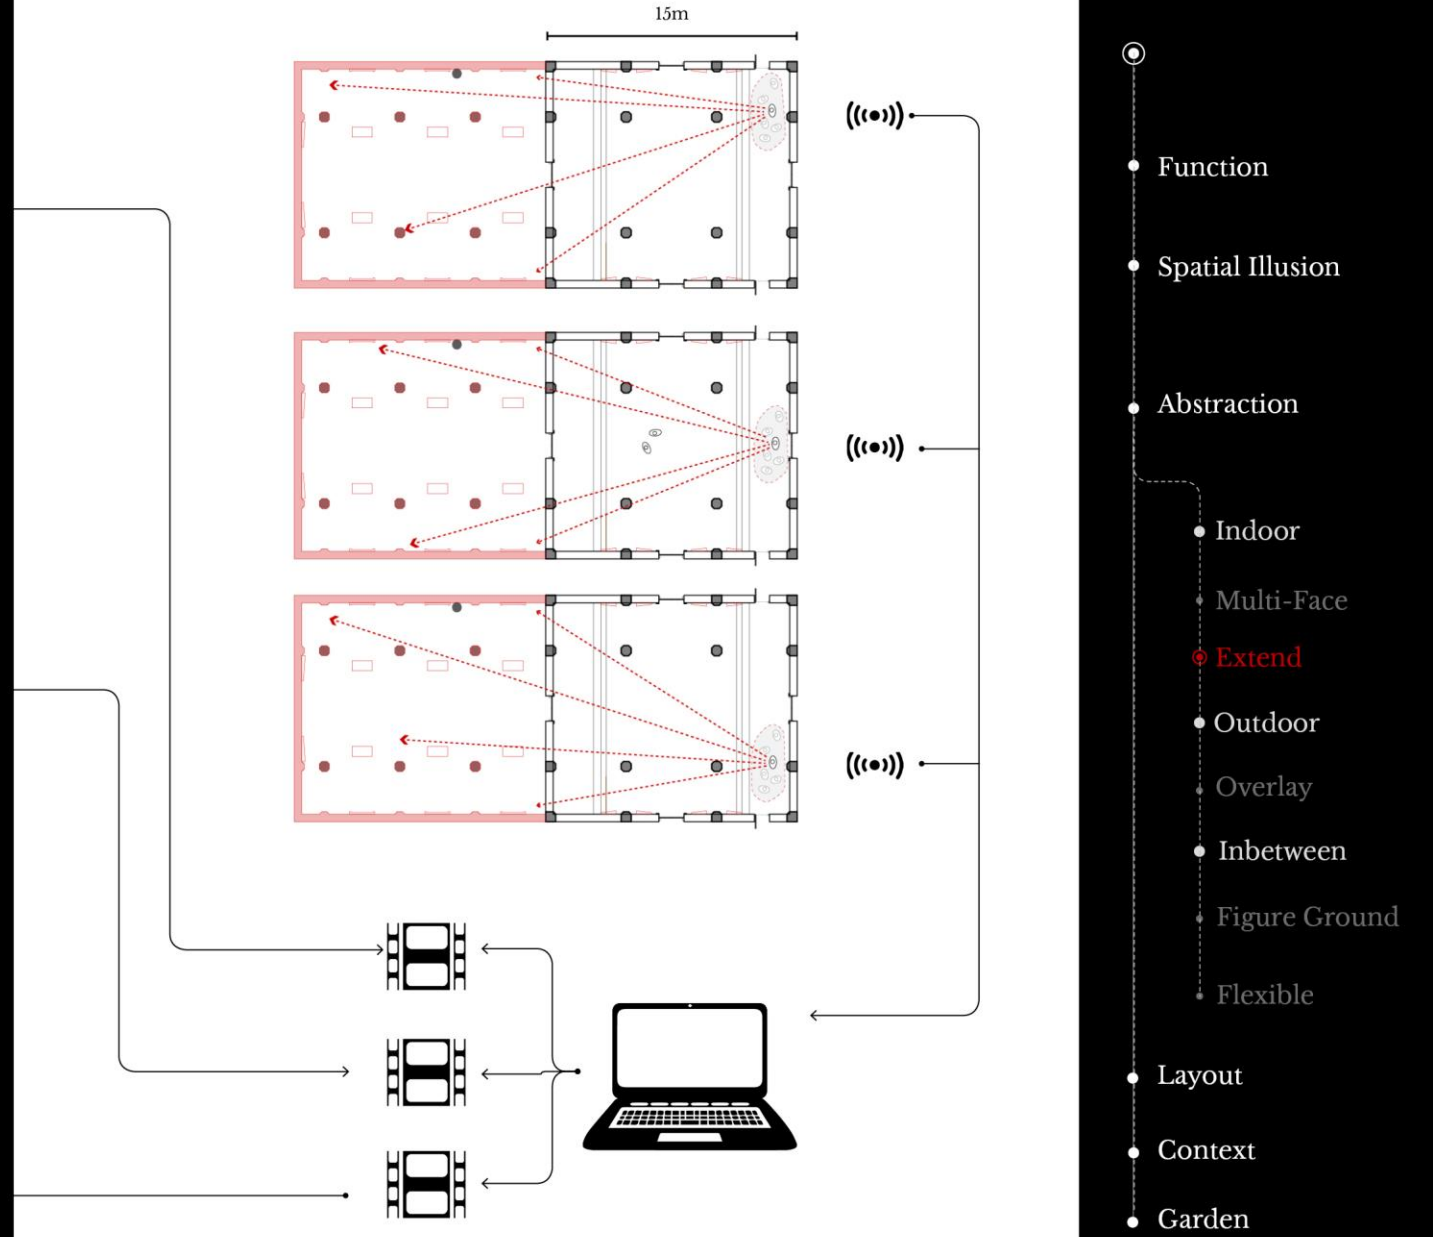 15m
Function
Spatial Illusion
Abstraction
Indoor
Multi-Face
Extend
Outdoor
Overlay
Inbetween
Figure Ground
Flexible
Layout
Context
Garden